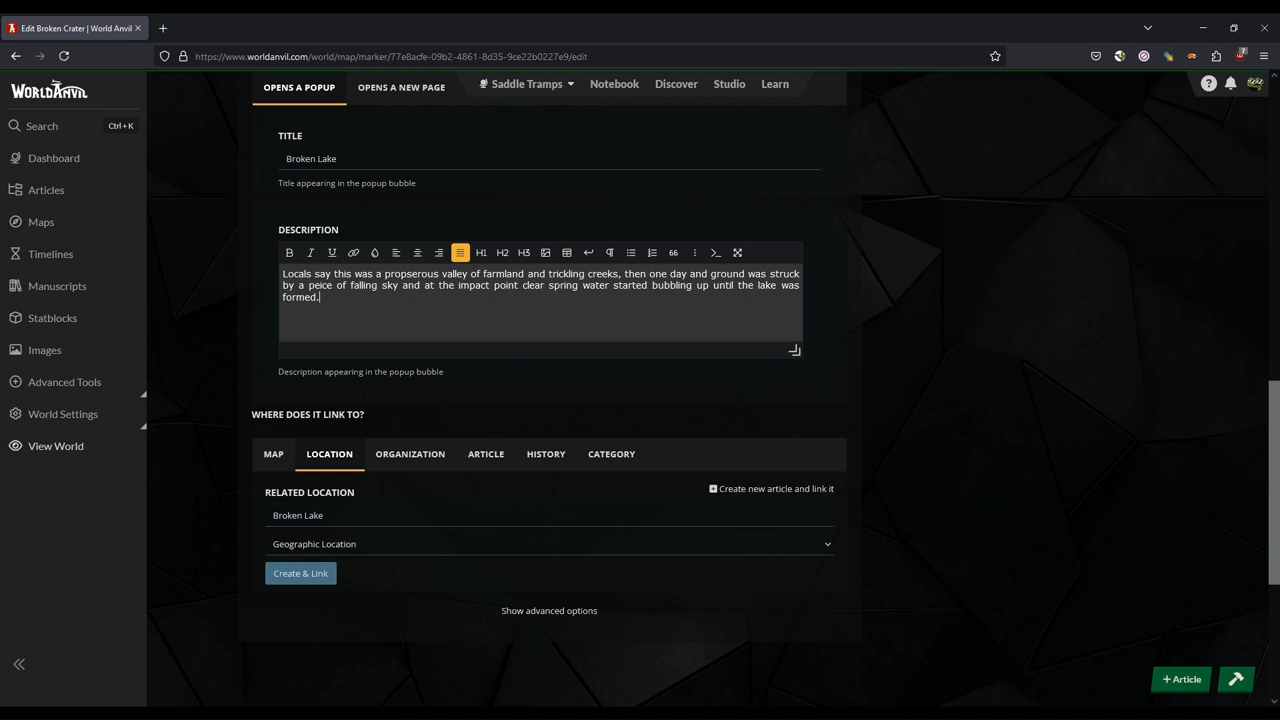 Edit Broken Crater | World Anvil
https://www.worldanvil.com/world/map/marker/77e8acfe-09b2-4861-8d35-9ce22b0227e9/edit
7
WORLDANVIL
OPENS A POPUP
OPENS A NEW PAGE
Saddle Tramps
Notebook
Discover
Studio
Learn
Search
Ctrl+K
Dashboard
Articles
Maps
Timelines
Manuscripts
Statblocks
Images
Advanced Tools
World Settings
View World
TITLE
Broken Lake
Title appearing in the popup bubble
DESCRIPTION
B I U H1 H2 H3 66
Locals say this was a propserous valley of farmland and trickling creeks, then one day and ground was struck
by a peice of falling sky and at the impact point clear spring water started bubbling up until the lake was
formed.
Description appearing in the popup bubble
WHERE DOES IT LINK TO?
MAP
LOCATION
ORGANIZATION
ARTICLE
HISTORY
CATEGORY
Create new article and link it
RELATED LOCATION
Broken Lake
Geographic Location
Create & Link
Show advanced options
+ Article